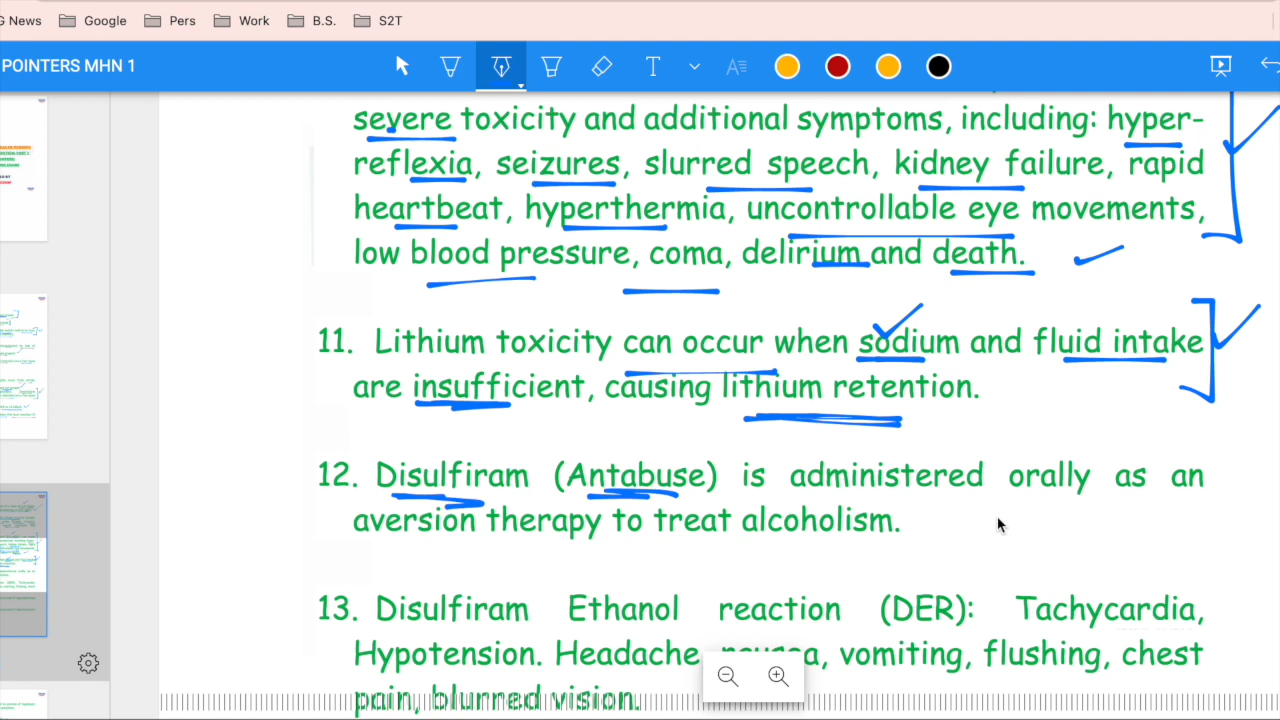 G News Google Pers Work B.S. S2T
POINTERS MHN 1
severe toxicity and additional symptoms, including: hyper-
reflexia, seizures, slurred speech, kidney failure, rapid
heartbeat, hyperthermia, uncontrollable eye movements,
low blood pressure, coma, delirium and death.
11. Lithium toxicity can occur when sodium and fluid intake
are insufficient, causing lithium retention.
12. Disulfiram (Antabuse) is administered orally as an
aversion therapy to treat alcoholism.
13. Disulfiram Ethanol reaction (DER): Tachycardia,
Hypotension. Headache, nausea, vomiting, flushing, chest
pain, blurred vision.